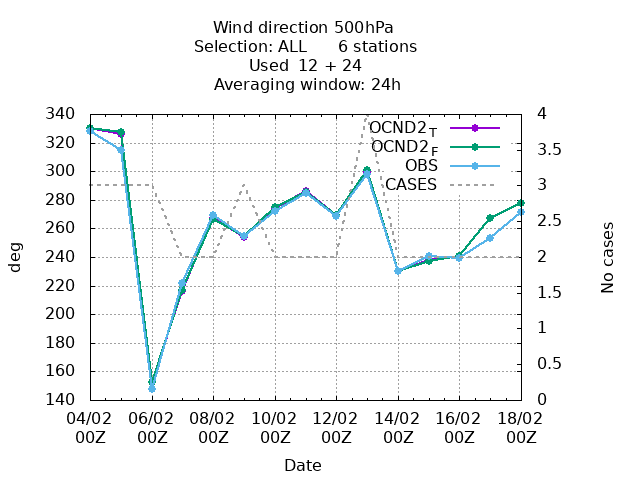 Wind direction 500hPa
Selection: ALL 6 stations
Used 12 + 24
Averaging window: 24h
340
320
300
280
260
240
220
200
180
160
140
deg
4
3.5
3
2.5
2
1.5
1
0.5
0
No cases
OCND2 T
OCND2 F
OBS
CASES
04/02 06/02 08/02 10/02 12/02 14/02 16/02 18/02
00Z 00Z 00Z 00Z 00Z 00Z 00Z 00Z
Date